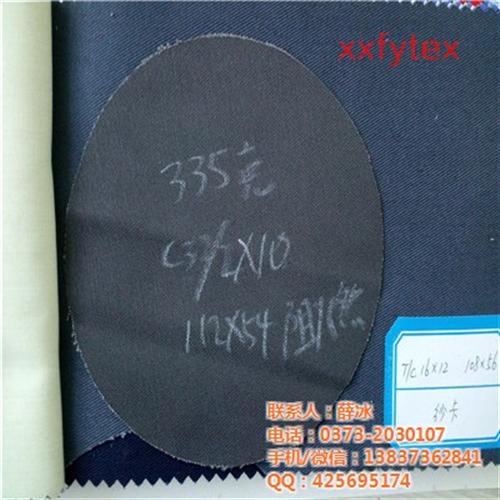 xxfytex
335克
C32/2X10
112X54 阻燃
T/C 16X12 108X56
纱卡
联系人：薛冰
电话：0373-2030107
手机/微信：13837362841
QQ：425695174